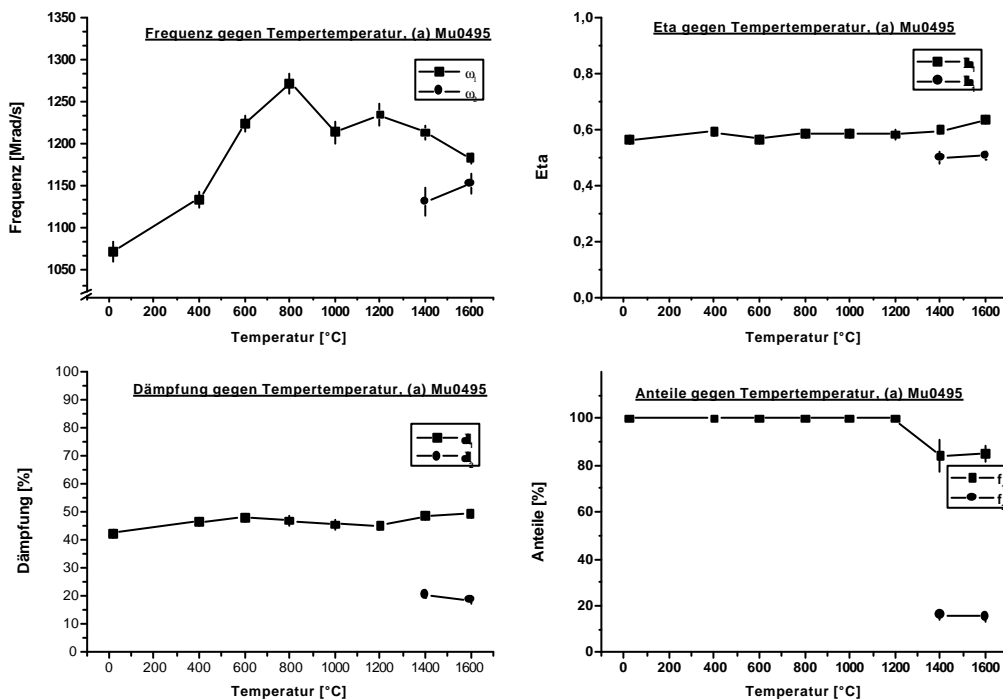 Frequenz gegen Tempertemperatur, (a) Mu0495
1350
1300
1250
1200
1150
1100
1050
Frequenz [Mrad/s]
ω₁
ω₂
0 200 400 600 800 1000 1200 1400 1600
Temperatur [°C]
Eta gegen Tempertemperatur, (a) Mu0495
1,0
0,8
0,6
0,4
0,2
0,0
Eta
0 200 400 600 800 1000 1200 1400 1600
Temperatur [°C]
Dämpfung gegen Tempertemperatur, (a) Mu0495
100
90
80
70
60
50
40
30
20
10
0
Dämpfung [%]
0 200 400 600 800 1000 1200 1400 1600
Temperatur [°C]
Anteile gegen Tempertemperatur, (a) Mu0495
100
80
60
40
20
0
Anteile [%]
f
f
0 200 400 600 800 1000 1200 1400 1600
Temperatur [°C]